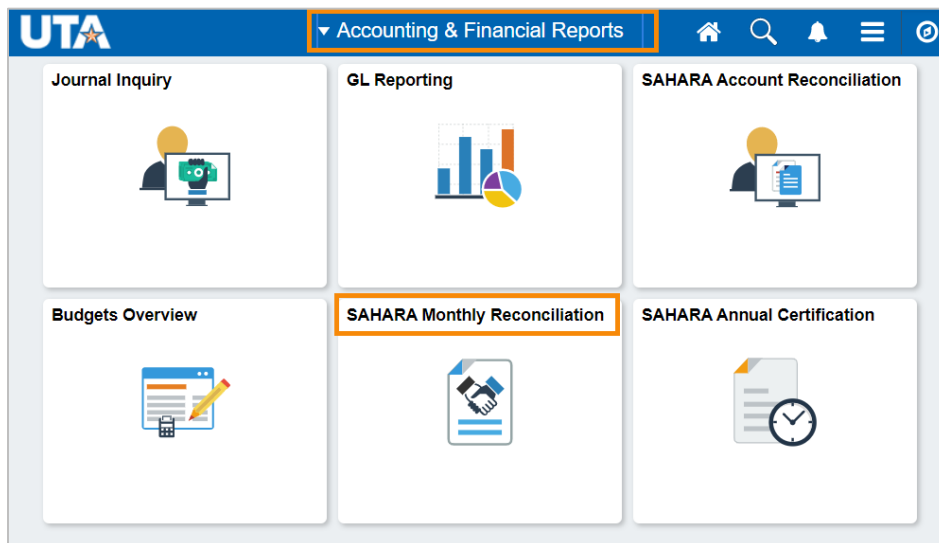 UTA
Accounting & Financial Reports
Journal Inquiry
GL Reporting
SAHARA Account Reconciliation
Budgets Overview
SAHARA Monthly Reconciliation
SAHARA Annual Certification